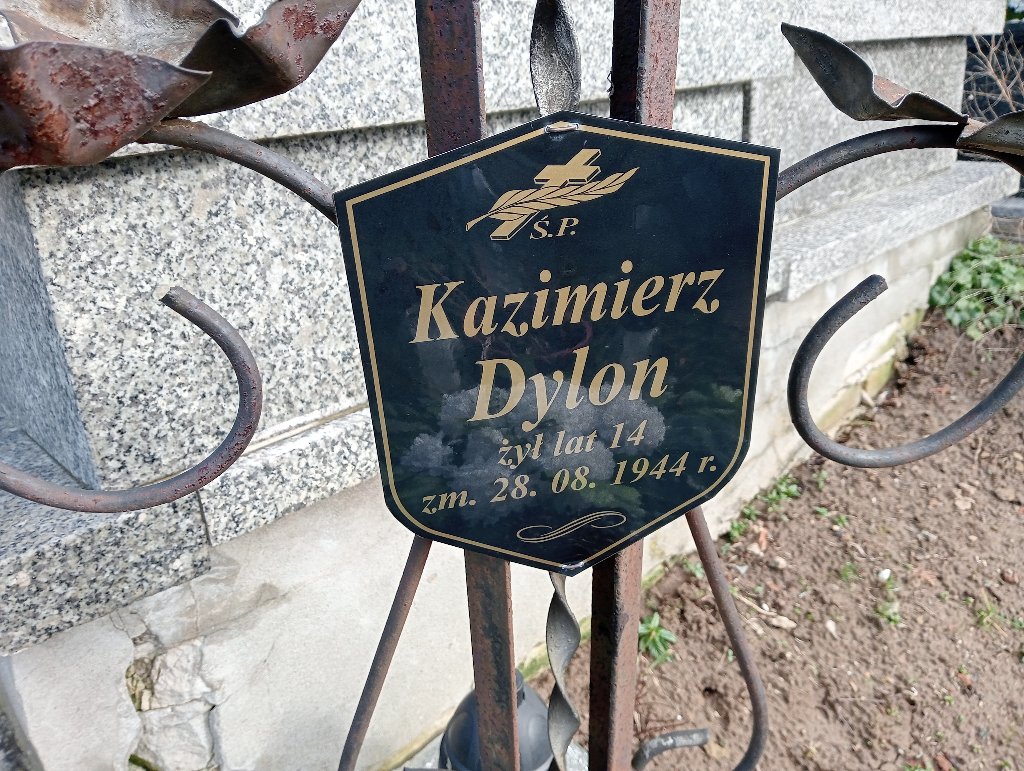 Ś.P.
Kazimierz
Dylon
żył lat 14
zm. 28. 08. 1944 r.